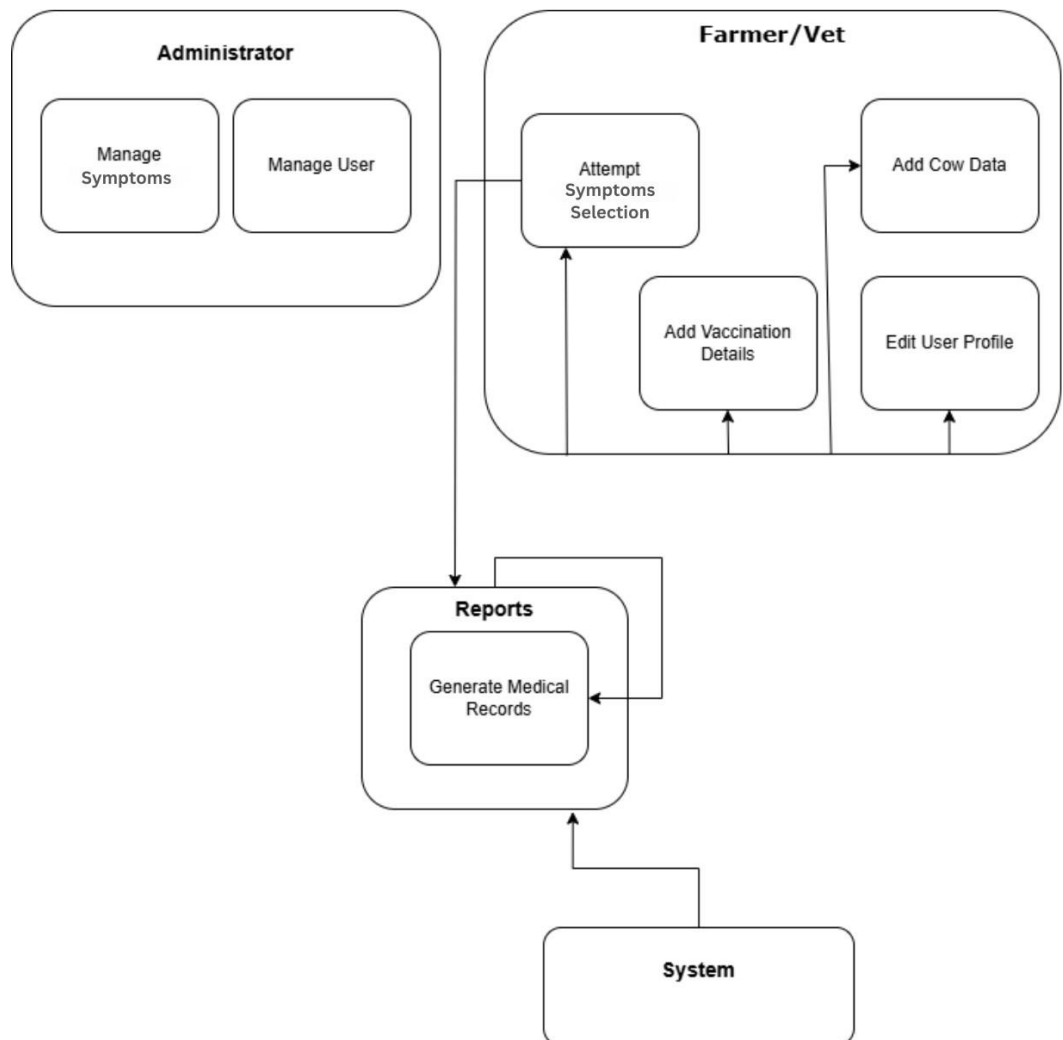 Administrator
Manage
Symptoms
Manage User
Farmer/Vet
Attempt
Symptoms
Selection
Add Cow Data
Add Vaccination
Details
Edit User Profile
Reports
Generate Medical
Records
System